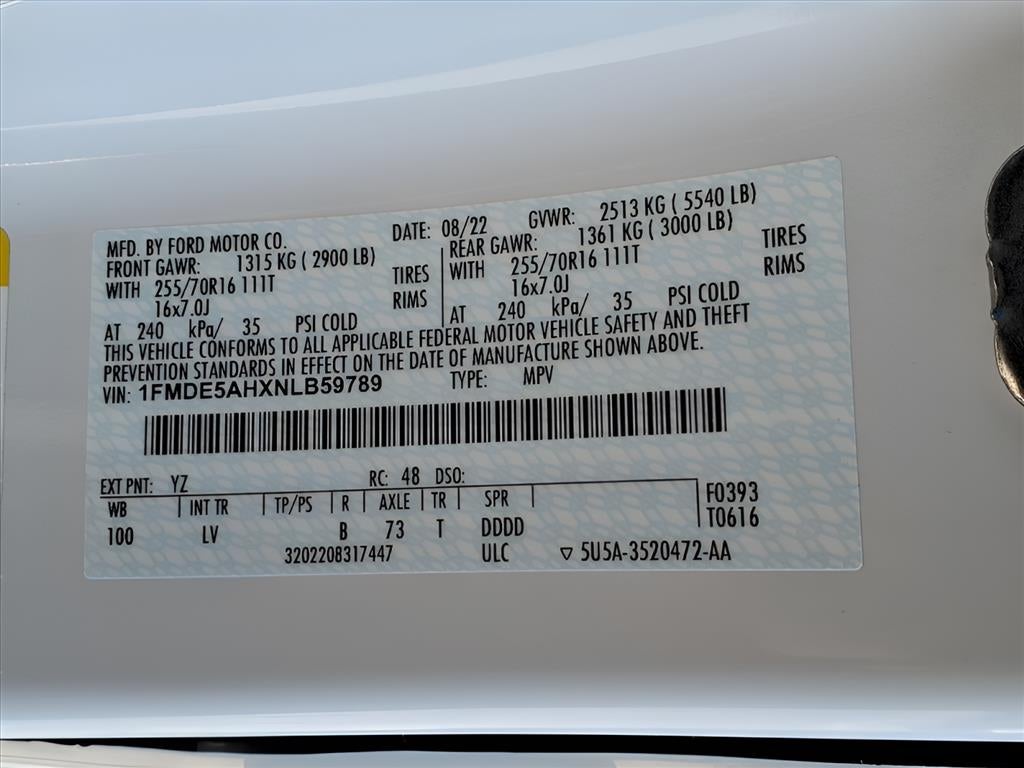 MFD. BY FORD MOTOR CO. DATE: 08/22 GVWR: 2513 KG ( 5540 LB)
FRONT GAWR: 1315 KG ( 2900 LB) REAR GAWR: 1361 KG ( 3000 LB)
WITH 255/70R16 111T TIRES WITH 255/70R16 111T TIRES
16x7.0J RIMS 16x7.0J RIMS
AT 240 kPa/ 35 PSI COLD AT 240 kPa/ 35 PSI COLD
THIS VEHICLE CONFORMS TO ALL APPLICABLE FEDERAL MOTOR VEHICLE SAFETY AND THEFT
PREVENTION STANDARDS IN EFFECT ON THE DATE OF MANUFACTURE SHOWN ABOVE.
VIN: 1FMDE5AHXNLB59789 TYPE: MPV
EXT PNT: YZ RC: 48 DSO:
WB INT TR TP/PS R AXLE TR SPR F0393
100 LV B 73 T DDDD T0616
3202208317447 ULC ▽ 5U5A-3520472-AA